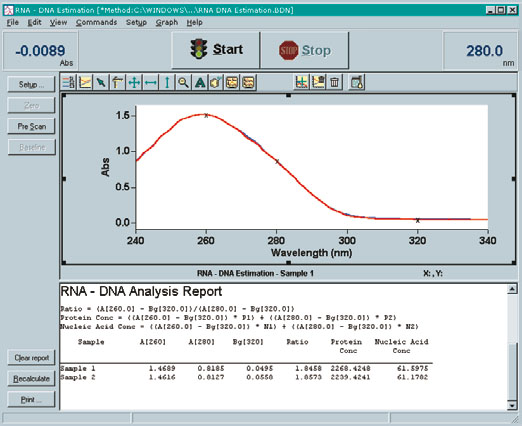 RNA - DNA Estimation [*Method:C:\WINDOWS\...\RNA DNA Estimation.BDN]
File Edit View Commands Setup Graph Help
-0.0089
Abs
Start
Stop
280.0
nm
Setup ...
Zero
Pre Scan
Baseline
1.5
1.0
0.5
0.0
Abs
240 260 280 300 320 340
Wavelength (nm)
RNA - DNA Estimation - Sample 1 X: , Y:
RNA - DNA Analysis Report
Ratio = (A[260.0] - Bg[320.0])/(A[280.0] - Bg[320.0])
Protein Conc = ((A[260.0] - Bg[320.0]) * P1) + ((A[280.0] - Bg[320.0]) * P2)
Nucleic Acid Conc = ((A[260.0] - Bg[320.0]) * N1) + ((A[280.0] - Bg[320.0]) * N2)
Sample A[260] A[280] Bg[320] Ratio Protein Conc Nucleic Acid Conc
Sample 1 1.4689 0.8185 0.0495 1.8458 2268.4248 61.5975
Sample 2 1.4616 0.8127 0.0550 1.8573 2239.4241 61.1782
Clear report
Recalculate
Print ...